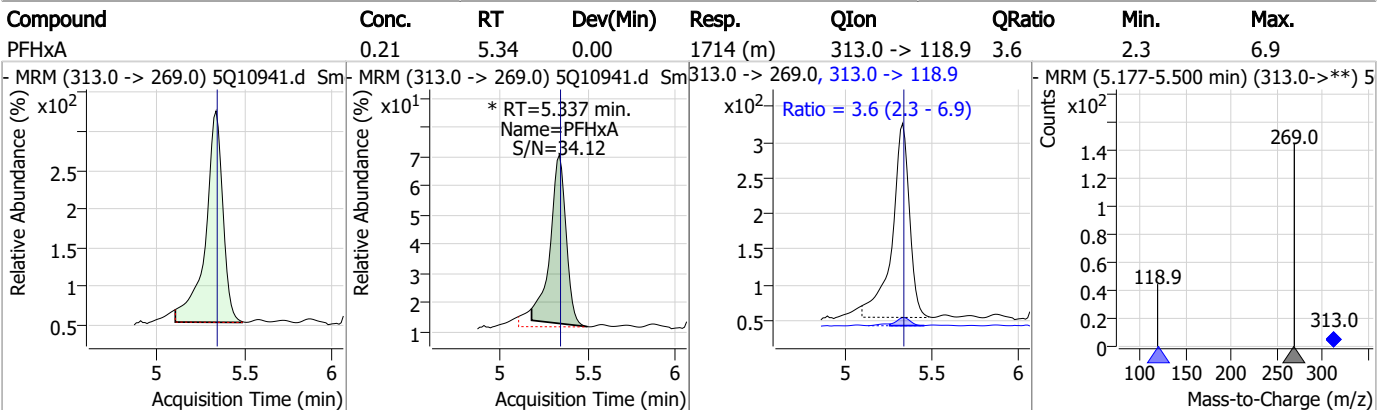 Compound Conc. RT Dev(Min) Resp. QIon QRatio Min. Max.
PFHxA 0.21 5.34 0.00 1714 (m) 313.0 -> 118.9 3.6 2.3 6.9
- MRM (313.0 -> 269.0) 5Q10941.d Sm
x10²
Relative Abundance (%)
2.5
2
1.5
1
0.5
5 5.5 6
Acquisition Time (min)
- MRM (313.0 -> 269.0) 5Q10941.d Sm
x10¹
* RT=5.337 min.
Name=PFHxA
S/N=34.12
Relative Abundance (%)
7
6
5
4
3
2
1
5 5.5 6
Acquisition Time (min)
313.0 -> 269.0, 313.0 -> 118.9
x10²
Ratio = 3.6 (2.3 - 6.9)
3
2.5
2
1.5
1
0.5
5 5.5 6
Acquisition Time (min)
- MRM (5.177-5.500 min) (313.0->**) 5
x10²
Counts
269.0
118.9
313.0
1.4
1.2
1
0.8
0.6
0.4
0.2
0
100 150 200 250 300
Mass-to-Charge (m/z)